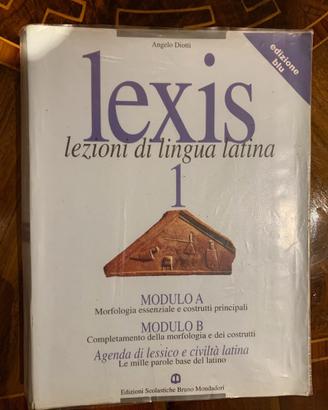 Angelo Diotti
edizione
blu
lexis
lezioni di lingua latina
1
MODULO A
Morfologia essenziale e costrutti principali
MODULO B
Completamento della morfologia e dei costrutti
Agenda di lessico e civiltà latina
Le mille parole base del latino
Edizioni Scolastiche Bruno Mondadori